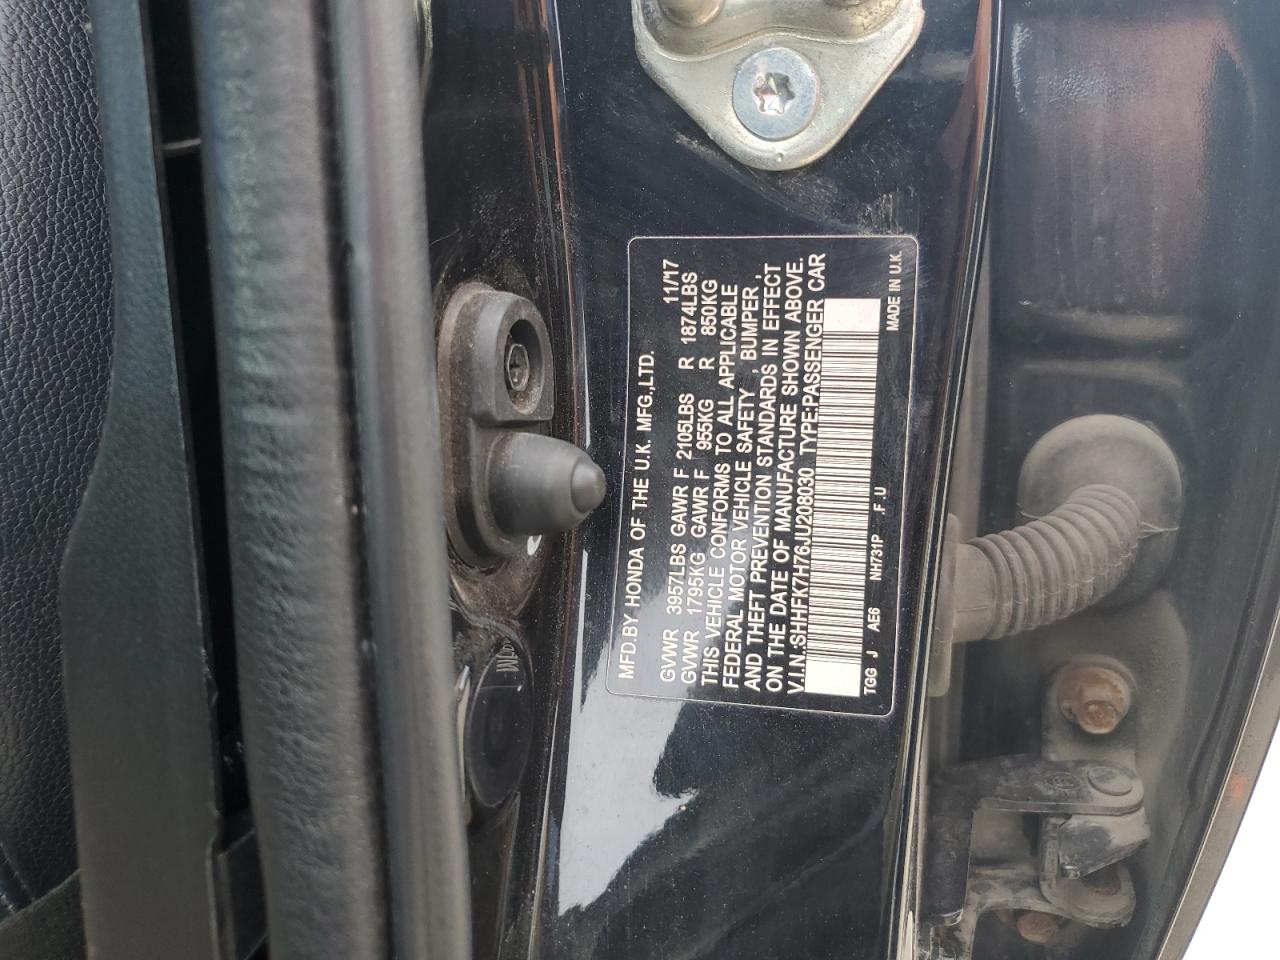 MFD.BY HONDA OF THE U.K. MFG.,LTD. 11/17
GVWR 3957LBS GAWR F 2105LBS R 1874LBS
GVWR 1795KG GAWR F 955KG R 850KG
THIS VEHICLE CONFORMS TO ALL APPLICABLE
FEDERAL MOTOR VEHICLE SAFETY , BUMPER ,
AND THEFT PREVENTION STANDARDS IN EFFECT
ON THE DATE OF MANUFACTURE SHOWN ABOVE.
V.I.N.:SHHFK7H76JU208030 TYPE:PASSENGER CAR
TGG J AE6 NH731P .F.U MADE IN U.K.